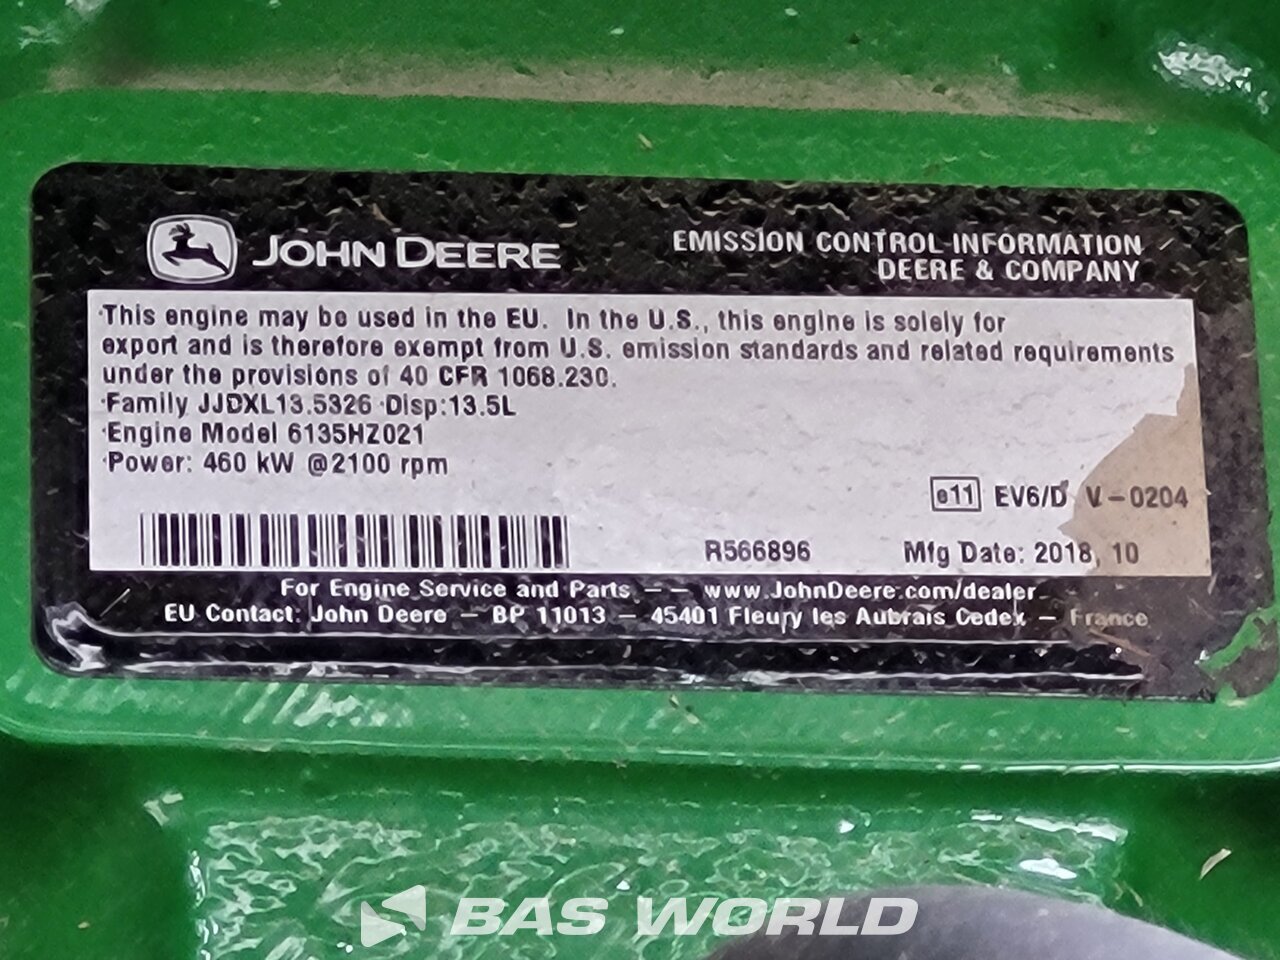 JOHN DEERE
EMISSION CONTROL INFORMATION
DEERE & COMPANY
·This engine may be used in the EU. In the U.S., this engine is solely for
export and is therefore exempt from U.S. emission standards and related requirements
under the provisions of 40 CFR 1068.230.
·Family JJDXL13.5326 ·Disp:13.5L
·Engine Model 6135HZ021
·Power: 460 kW @2100 rpm
e11 EV6/D V-0204
R566896 Mfg Date: 2018, 10
For Engine Service and Parts -- www.JohnDeere.com/dealer
EU Contact: John Deere - BP 11013 - 45401 Fleury les Aubrais Cedex - France
BAS WORLD